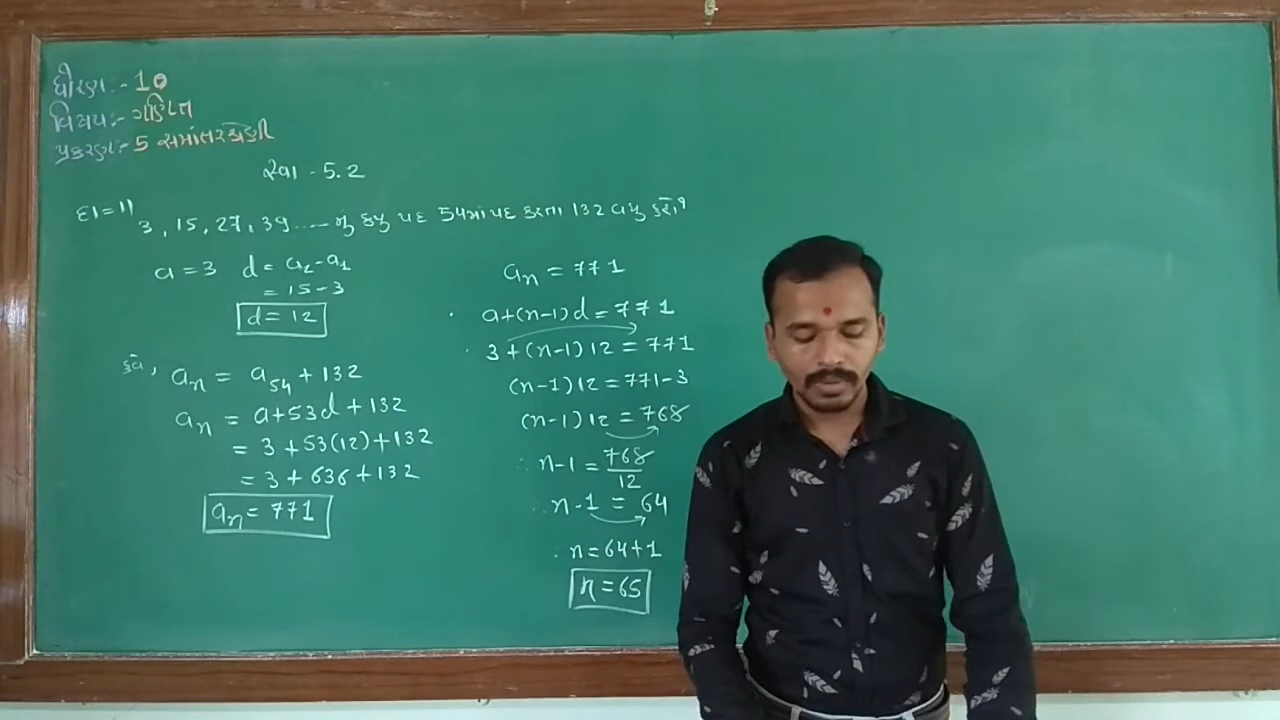 ધોરણ :- 10
વિષય :- ગણિત
પ્રકરણ :- 5 સમાંતર શ્રેણી
સ્વા - 5.2
દા = 11
3, 15, 27, 39 ...... નું કયુ પદ 54માં પદ કરતા 132 વધુ હશે?
a = 3 d = a₂ - a₁
= 15 - 3
d = 12
હવે, aₙ = a₅₄ + 132
aₙ = a + 53d + 132
= 3 + 53(12) + 132
= 3 + 636 + 132
aₙ = 771
aₙ = 771
a + (n-1)d = 771
3 + (n-1)12 = 771
(n-1)12 = 771 - 3
(n-1)12 = 768
∴ n-1 = 768/12
∴ n-1 = 64
∴ n = 64 + 1
n = 65